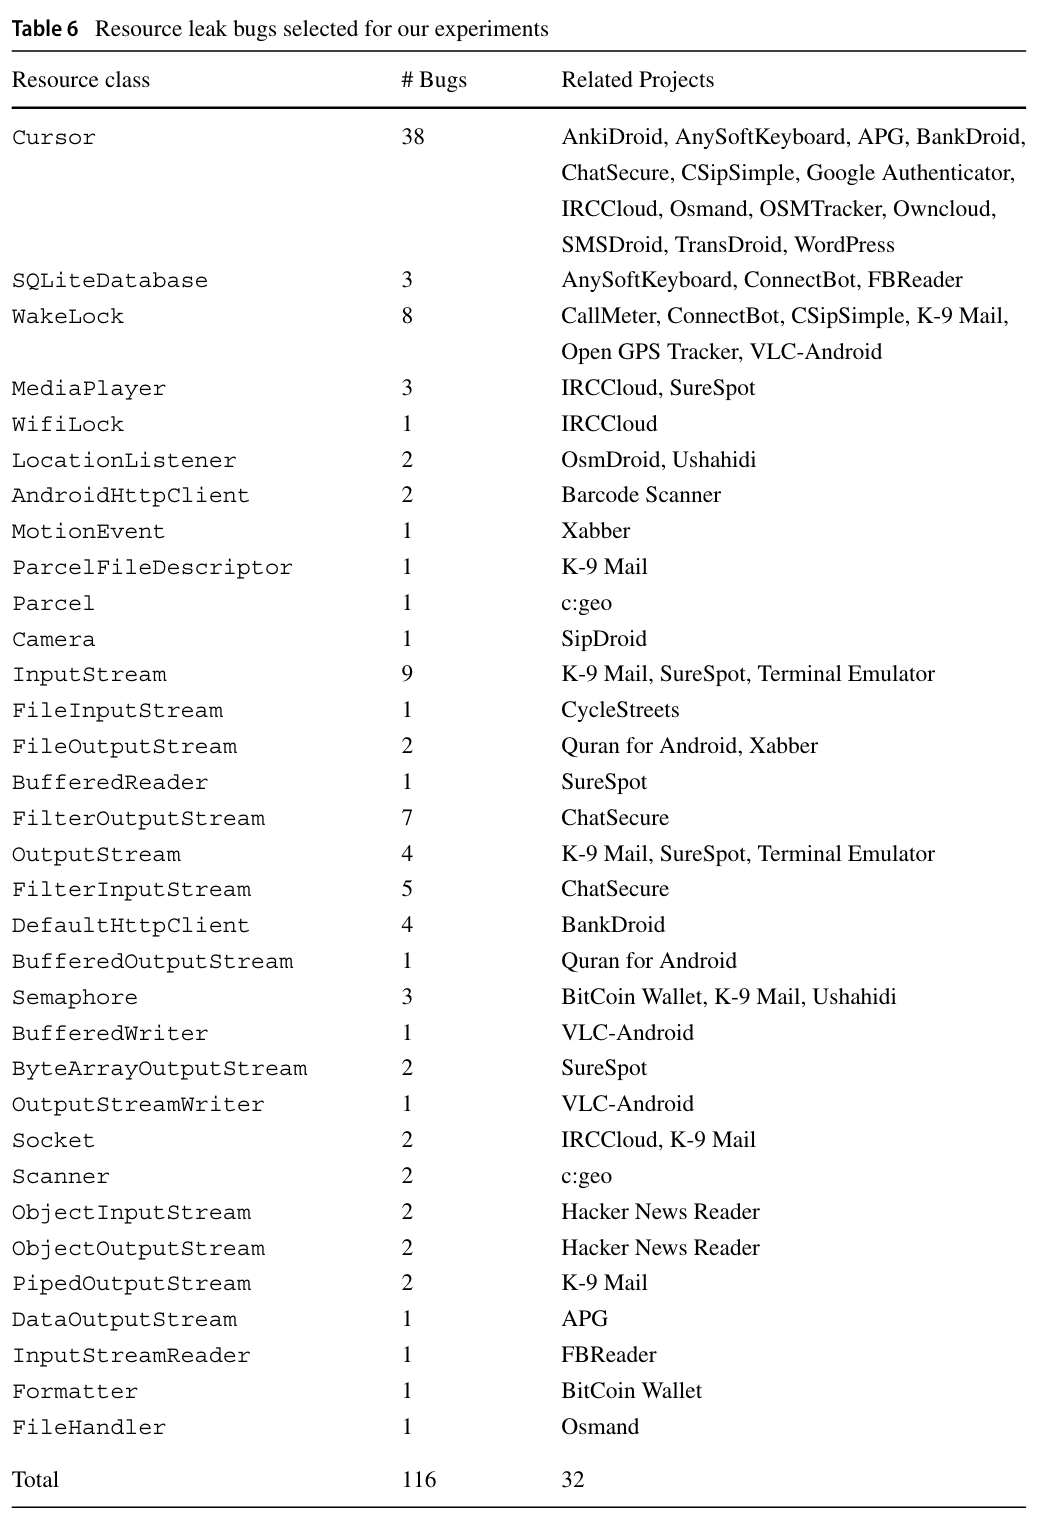 Table 6 Resource leak bugs selected for our experiments
Resource class # Bugs Related Projects
Cursor 38 AnkiDroid, AnySoftKeyboard, APG, BankDroid,
ChatSecure, CSipSimple, Google Authenticator,
IRCCloud, Osmand, OSMTracker, Owncloud,
SMSDroid, TransDroid, WordPress
SQLiteDatabase 3 AnySoftKeyboard, ConnectBot, FBReader
WakeLock 8 CallMeter, ConnectBot, CSipSimple, K-9 Mail,
Open GPS Tracker, VLC-Android
MediaPlayer 3 IRCCloud, SureSpot
WifiLock 1 IRCCloud
LocationListener 2 OsmDroid, Ushahidi
AndroidHttpClient 2 Barcode Scanner
MotionEvent 1 Xabber
ParcelFileDescriptor 1 K-9 Mail
Parcel 1 c:geo
Camera 1 SipDroid
InputStream 9 K-9 Mail, SureSpot, Terminal Emulator
FileInputStream 1 CycleStreets
FileOutputStream 2 Quran for Android, Xabber
BufferedReader 1 SureSpot
FilterOutputStream 7 ChatSecure
OutputStream 4 K-9 Mail, SureSpot, Terminal Emulator
FilterInputStream 5 ChatSecure
DefaultHttpClient 4 BankDroid
BufferedOutputStream 1 Quran for Android
Semaphore 3 BitCoin Wallet, K-9 Mail, Ushahidi
BufferedWriter 1 VLC-Android
ByteArrayOutputStream 2 SureSpot
OutputStreamWriter 1 VLC-Android
Socket 2 IRCCloud, K-9 Mail
Scanner 2 c:geo
ObjectInputStream 2 Hacker News Reader
ObjectOutputStream 2 Hacker News Reader
PipedOutputStream 2 K-9 Mail
DataOutputStream 1 APG
InputStreamReader 1 FBReader
Formatter 1 BitCoin Wallet
FileHandler 1 Osmand
Total 116 32